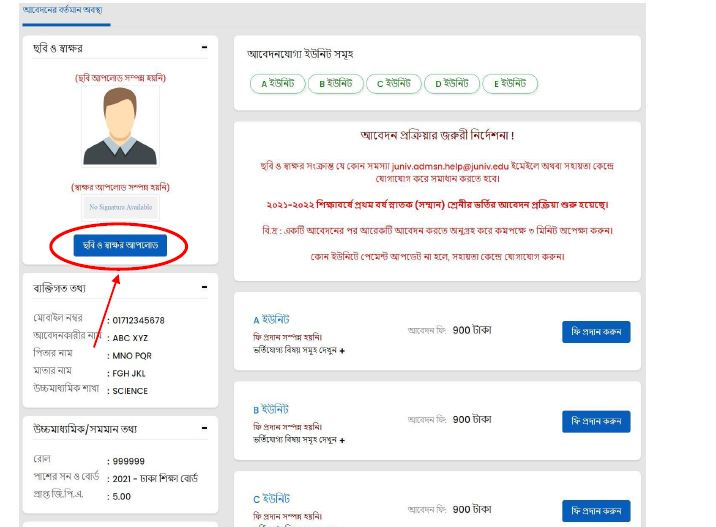 আবেদনের বর্তমান অবস্থা
ছবি ও স্বাক্ষর -
(ছবি আপলোড সম্পন্ন হয়নি)
(স্বাক্ষর আপলোড সম্পন্ন হয়নি)
No Signature Available
ছবি ও স্বাক্ষর আপলোড
ব্যক্তিগত তথ্য -
মোবাইল নম্বর : 01712345678
আবেদনকারীর নাম : ABC XYZ
পিতার নাম : MNO PQR
মাতার নাম : FGH JKL
উচ্চমাধ্যমিক শাখা : SCIENCE
উচ্চমাধ্যমিক/সমমান তথ্য -
রোল : 999999
পাশের সন ও বোর্ড : 2021 - ঢাকা শিক্ষা বোর্ড
প্রাপ্ত জি.পি.এ. : 5.00
আবেদনযোগ্য ইউনিট সমূহ
A ইউনিট B ইউনিট C ইউনিট D ইউনিট E ইউনিট
আবেদন প্রক্রিয়ার জরুরী নির্দেশনা !
ছবি ও স্বাক্ষর সংক্রান্ত যে কোন সমস্যা juniv.admsn.help@juniv.edu ইমেইলে অথবা সহায়তা কেন্দ্রে
যোগাযোগ করে সমাধান করতে হবে।
২০২১-২০২২ শিক্ষাবর্ষে প্রথম বর্ষ স্নাতক (সম্মান) শ্রেনীর ভর্তির আবেদন প্রক্রিয়া শুরু হয়েছে।
বি.দ্র : একটি আবেদনের পর আরেকটি আবেদন করতে অনুগ্রহ করে কমপক্ষে ৩ মিনিট অপেক্ষা করুন।
কোন ইউনিটে পেমেন্ট আপডেট না হলে, সহায়তা কেন্দ্রে যোগাযোগ করুন।
A ইউনিট
ফি প্রদান সম্পন্ন হয়নি।
ভর্তিযোগ্য বিষয় সমূহ দেখুন +
আবেদন ফি: 900 টাকা
ফি প্রদান করুন
B ইউনিট
ফি প্রদান সম্পন্ন হয়নি।
ভর্তিযোগ্য বিষয় সমূহ দেখুন +
আবেদন ফি: 900 টাকা
ফি প্রদান করুন
C ইউনিট
ফি প্রদান সম্পন্ন হয়নি।
আবেদন ফি: 900 টাকা
ফি প্রদান করুন